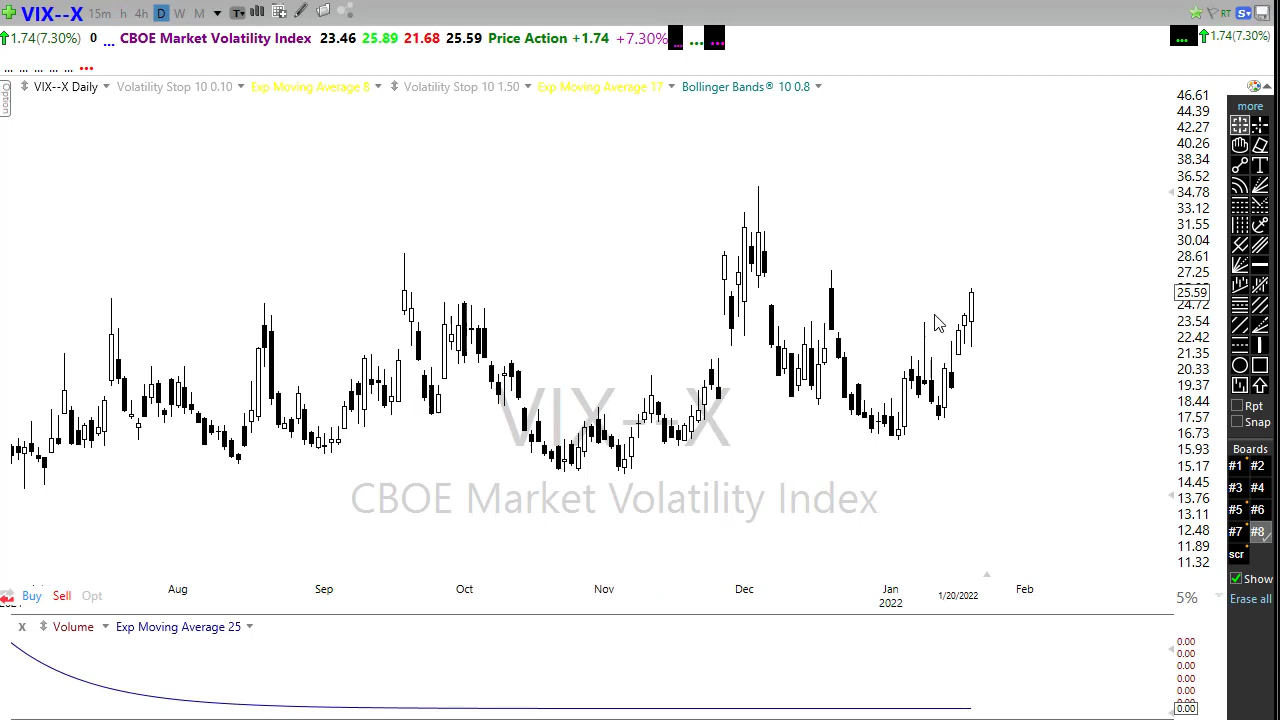 VIX--X 15m h 4h D W M T RT S
1.74(7.30%) 0 ... CBOE Market Volatility Index 23.46 25.89 21.68 25.59 Price Action +1.74 +7.30% ... ... ... ... 1.74(7.30%)
... ... ... ... ... ...
Option
VIX--X Daily Volatility Stop 10 0.10 Exp Moving Average 8 Volatility Stop 10 1.50 Exp Moving Average 17 Bollinger Bands® 10 0.8
46.61
44.39
42.27
40.26
38.34
36.52
34.78
33.12
31.55
30.04
28.61
27.25
25.59
24.72
23.54
22.42
21.35
20.33
19.37
18.44
17.57
16.73
15.93
15.17
14.45
13.76
13.11
12.48
11.89
11.32
VIX--X
CBOE Market Volatility Index
Aug Sep Oct Nov Dec Jan 1/20/2022 Feb
2022
Buy Sell Opt 5%
X Volume Exp Moving Average 25
0.00
0.00
0.00
0.00
0.00
0.00
more
T
Rpt
Snap
Boards
#1 #2
#3 #4
#5 #6
#7 #8
scr
Show
Erase all